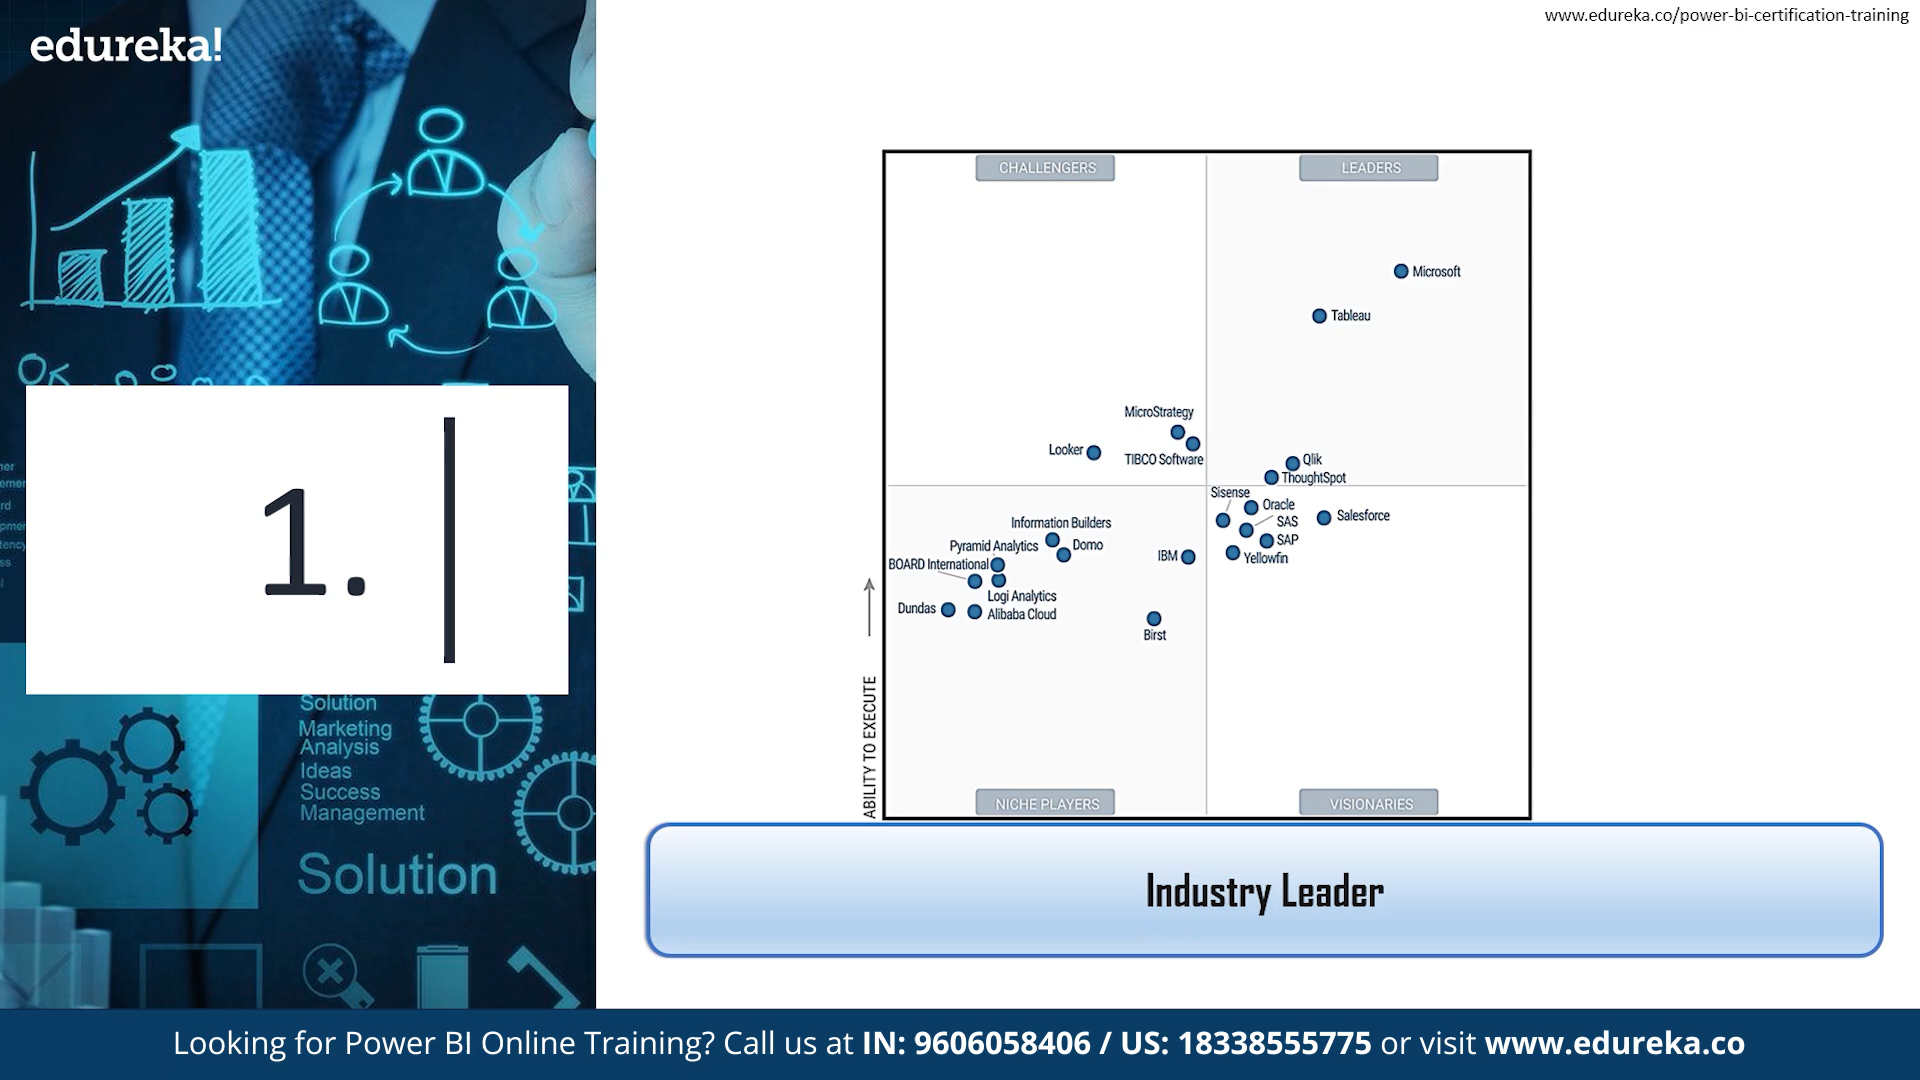 www.edureka.co/power-bi-certification-training
edureka!
1.
Solution
Marketing
Analysis
Ideas
Success
Management
Solution
CHALLENGERS
LEADERS
Microsoft
Tableau
MicroStrategy
Looker
TIBCO Software
Qlik
ThoughtSpot
Sisense
Oracle
Salesforce
SAS
SAP
Yellowfin
Information Builders
Domo
Pyramid Analytics
IBM
BOARD International
Logi Analytics
Dundas
Alibaba Cloud
Birst
ABILITY TO EXECUTE
NICHE PLAYERS
VISIONARIES
Industry Leader
Looking for Power BI Online Training? Call us at IN: 9606058406 / US: 18338555775 or visit www.edureka.co